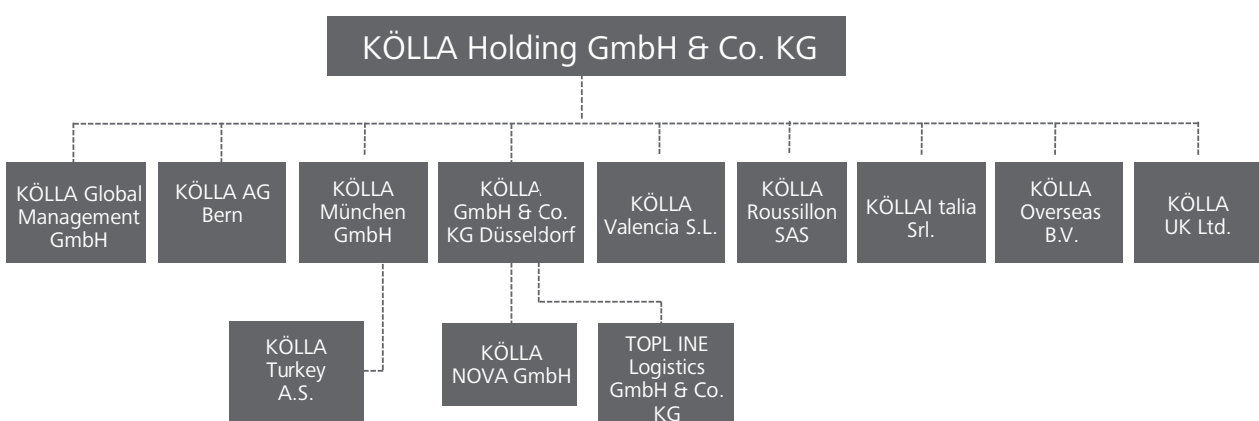 KÖLLA Holding GmbH & Co. KG
KÖLLA Global
Management
GmbH
KÖLLA AG
Bern
KÖLLA
München
GmbH
KÖLLA
GmbH & Co.
KG Düsseldorf
KÖLLA
Valencia S.L.
KÖLLA
Roussillon
SAS
KÖLLAI talia
Srl.
KÖLLA
Overseas
B.V.
KÖLLA
UK Ltd.
KÖLLA
Turkey
A.S.
KÖLLA
NOVA GmbH
TOPL INE
Logistics
GmbH & Co.
KG